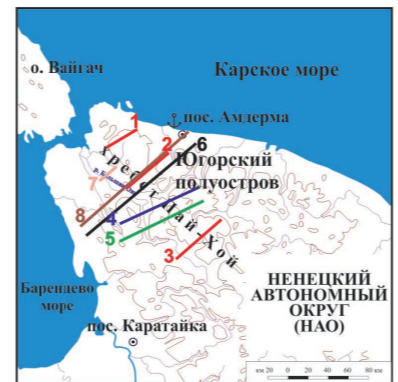 о. Вайгач
Карское море
1
пос. Амдерма
2
6
Югорский
полуостров
хребет Пай-Хой
7
8
4
5
3
Баренцево
море
НЕНЕЦКИЙ
АВТОНОМНЫЙ
ОКРУГ
(НАО)
пос. Каратайка
км 20 0 20 40 60 80 км